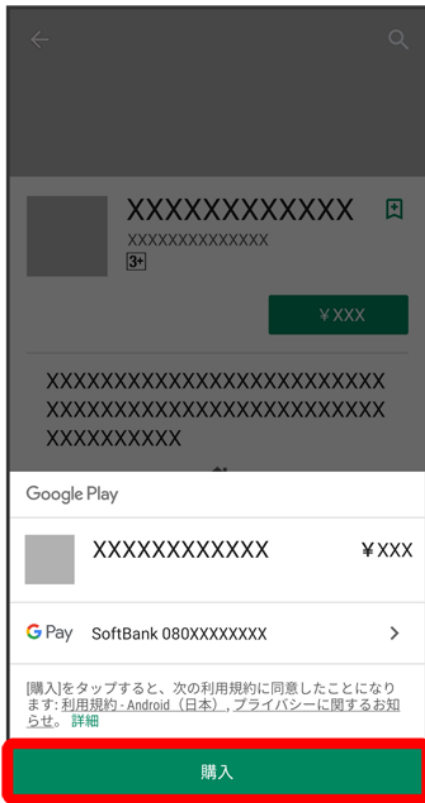 XXXXXXXXXXXX
XXXXXXXXXXXXXX
3+
¥XXX
XXXXXXXXXXXXXXXXXXXXXXXXX
XXXXXXXXXXXXXXXXXXXXXXXXX
XXXXXXXXXX
Google Play
XXXXXXXXXXXX ¥XXX
G Pay SoftBank 080XXXXXXXX
[購入]をタップすると、次の利用規約に同意したことになり
ます: 利用規約 - Android（日本）, プライバシーに関するお知
らせ。 詳細
購入